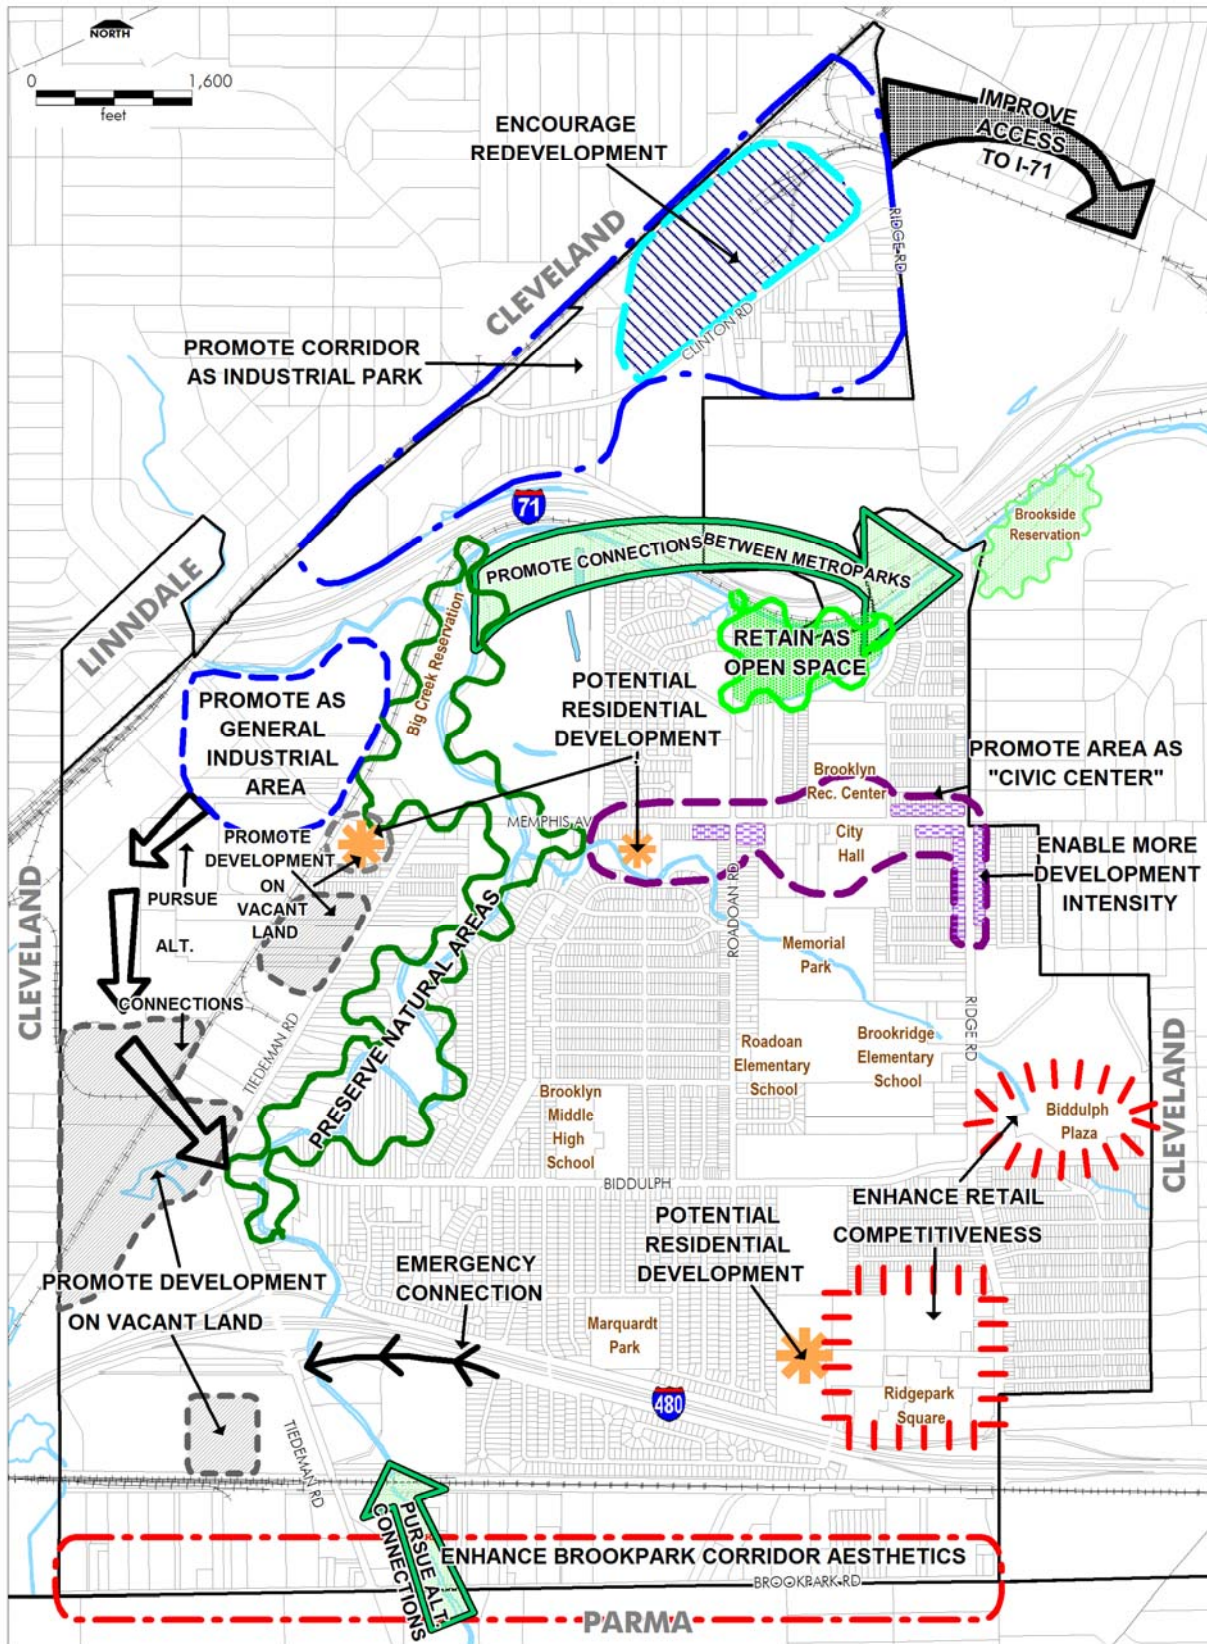 NORTH
0 1,600
feet
IMPROVE
ACCESS
TO I-71
ENCOURAGE
REDEVELOPMENT
CLEVELAND
RIDGE RD
CLINTON RD
PROMOTE CORRIDOR
AS INDUSTRIAL PARK
71
Brookside
Reservation
PROMOTE CONNECTIONS BETWEEN METROPARKS
LINNDALE
Big Creek Reservation
RETAIN AS
OPEN SPACE
POTENTIAL
RESIDENTIAL
DEVELOPMENT
PROMOTE AS
GENERAL
INDUSTRIAL
AREA
PROMOTE AREA AS
"CIVIC CENTER"
Brooklyn
Rec. Center
MEMPHIS AV
City
Hall
PROMOTE
DEVELOPMENT
ON
VACANT
LAND
ENABLE MORE
DEVELOPMENT
INTENSITY
PURSUE
ALT.
CONNECTIONS
ROADOAN RD
CLEVELAND
PRESERVE NATURAL AREAS
Memorial
Park
TIEDEMAN RD
RIDGE RD
Roadoan
Elementary
School
Brookridge
Elementary
School
CLEVELAND
Brooklyn
Middle
High
School
Biddulph
Plaza
BIDDULPH
ENHANCE RETAIL
COMPETITIVENESS
POTENTIAL
RESIDENTIAL
DEVELOPMENT
EMERGENCY
CONNECTION
PROMOTE DEVELOPMENT
ON VACANT LAND
Marquardt
Park
Ridgepark
Square
480
TIEDEMAN RD
PURSUE ALT.
CONNECTIONS
ENHANCE BROOKPARK CORRIDOR AESTHETICS
BROOKPARK RD
PARMA